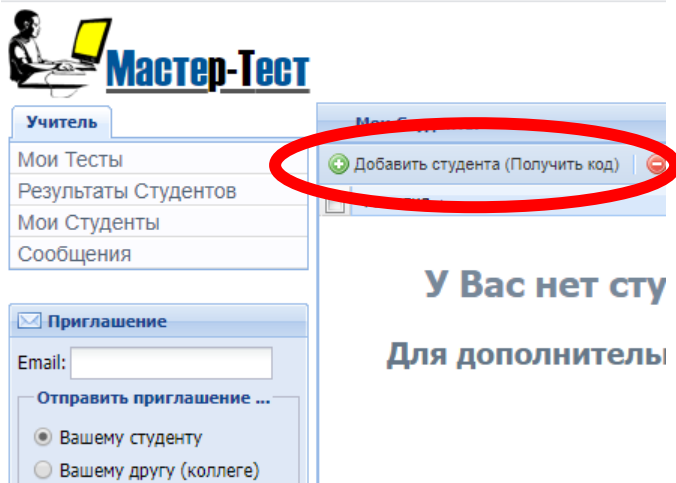 Мастер-Тест
Учитель
Мои Тесты
Результаты Студентов
Мои Студенты
Сообщения
Приглашение
Email:
Отправить приглашение ...
Вашему студенту
Вашему другу (коллеге)
Добавить студента (Получить код)
У Вас нет сту
Для дополнитель